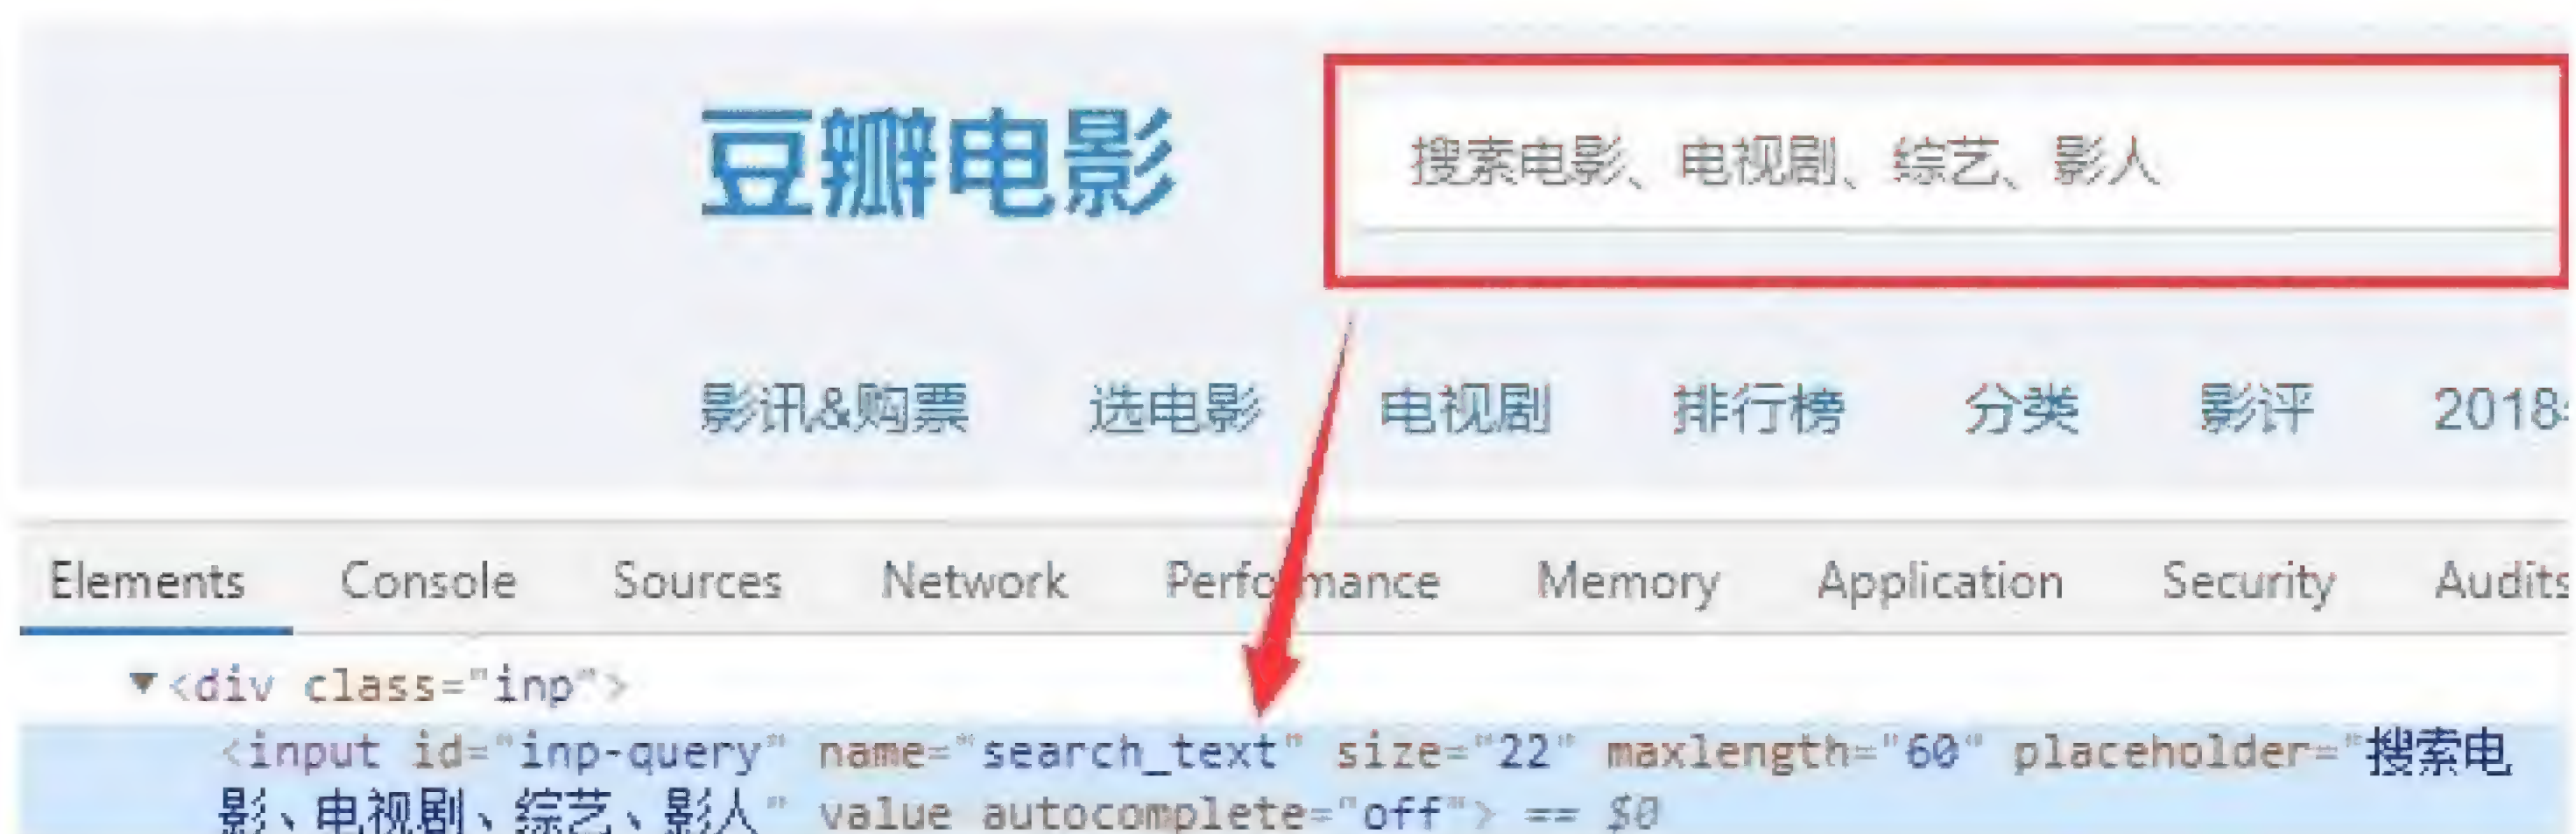 豆瓣电影
搜索电影、电视剧、综艺、影人
影讯&购票 选电影 电视剧 排行榜 分类 影评 2018
Elements Console Sources Network Performance Memory Application Security Audits
▼<div class="inp">
<input id="inp-query" name="search_text" size="22" maxlength="60" placeholder="搜索电
影、电视剧、综艺、影人" value autocomplete="off"> == $0